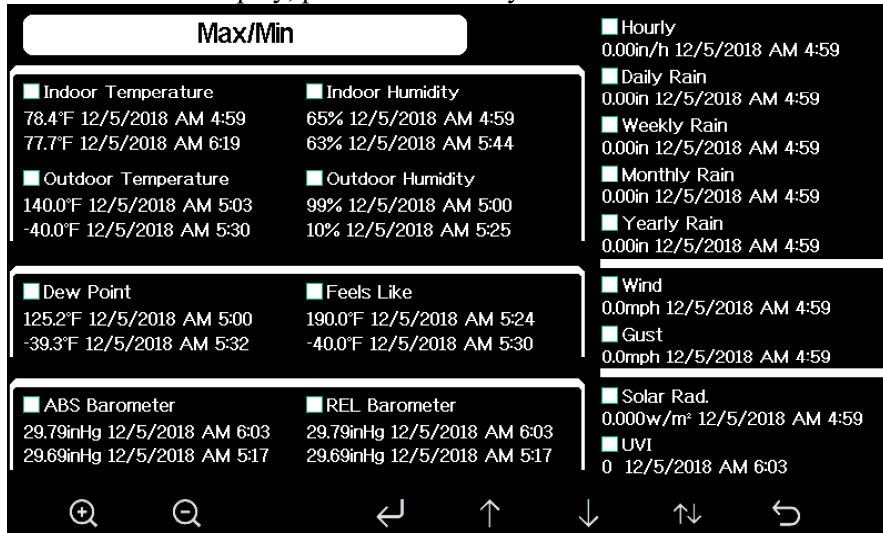 Max/Min
Indoor Temperature
78.4°F 12/5/2018 AM 4:59
77.7°F 12/5/2018 AM 6:19
Indoor Humidity
65% 12/5/2018 AM 4:59
63% 12/5/2018 AM 5:44
Outdoor Temperature
140.0°F 12/5/2018 AM 5:03
-40.0°F 12/5/2018 AM 5:30
Outdoor Humidity
99% 12/5/2018 AM 5:00
10% 12/5/2018 AM 5:25
Dew Point
125.2°F 12/5/2018 AM 5:00
-39.3°F 12/5/2018 AM 5:32
Feels Like
190.0°F 12/5/2018 AM 5:24
-40.0°F 12/5/2018 AM 5:30
ABS Barometer
29.79inHg 12/5/2018 AM 6:03
29.69inHg 12/5/2018 AM 5:17
REL Barometer
29.79inHg 12/5/2018 AM 6:03
29.69inHg 12/5/2018 AM 5:17
Hourly
0.00in/h 12/5/2018 AM 4:59
Daily Rain
0.00in 12/5/2018 AM 4:59
Weekly Rain
0.00in 12/5/2018 AM 4:59
Monthly Rain
0.00in 12/5/2018 AM 4:59
Yearly Rain
0.00in 12/5/2018 AM 4:59
Wind
0.0mph 12/5/2018 AM 4:59
Gust
0.0mph 12/5/2018 AM 4:59
Solar Rad.
0.000w/m² 12/5/2018 AM 4:59
UVI
0 12/5/2018 AM 6:03